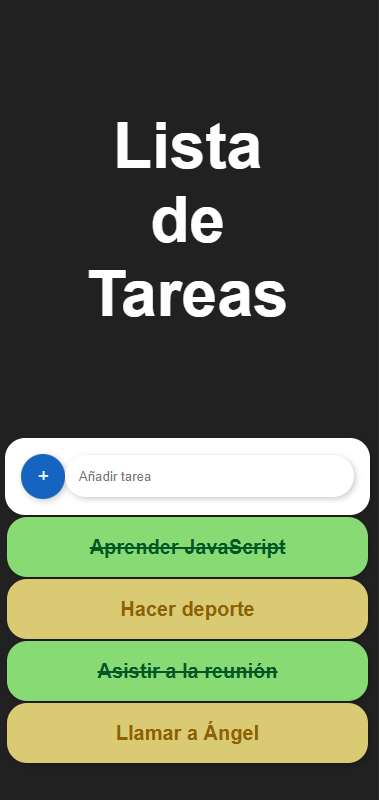 Lista
de
Tareas
+
Añadir tarea
Aprender JavaScript
Hacer deporte
Asistir a la reunión
Llamar a Ángel